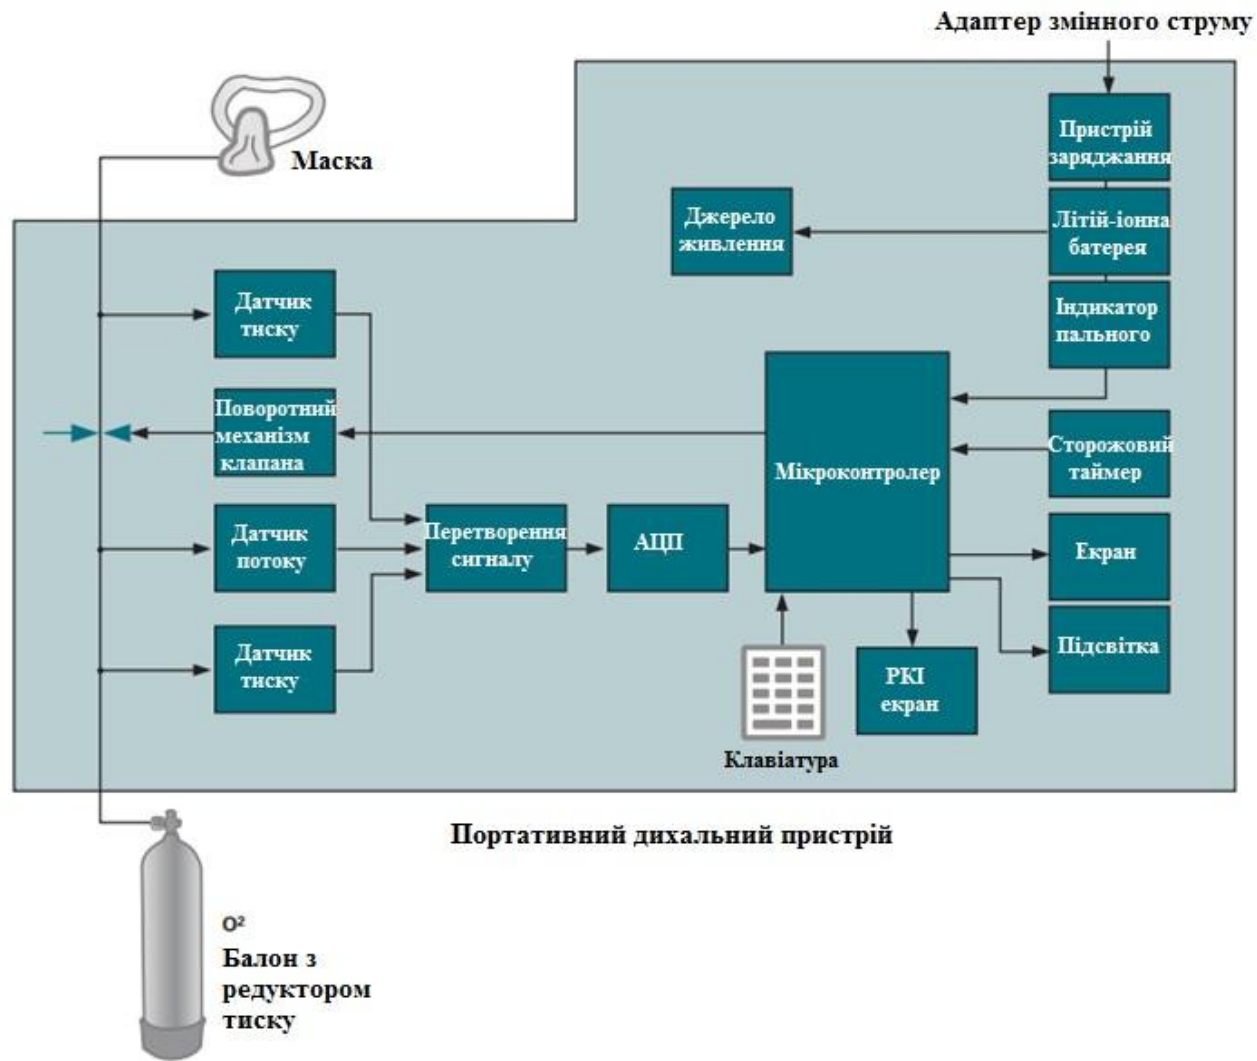 Адаптер змінного струму
Маска
Пристрій
заряджання
Джерело
живлення
Літій-іонна
батерея
Індикатор
пального
Датчик
тиску
Поворотний
механізм
клапана
Мікроконтролер
Сторожовий
таймер
Датчик
потоку
Перетворення
сигналу
АЦП
Екран
Датчик
тиску
Підсвітка
РКІ
екран
Клавіатура
Портативний дихальний пристрій
O²
Балон з
редуктором
тиску